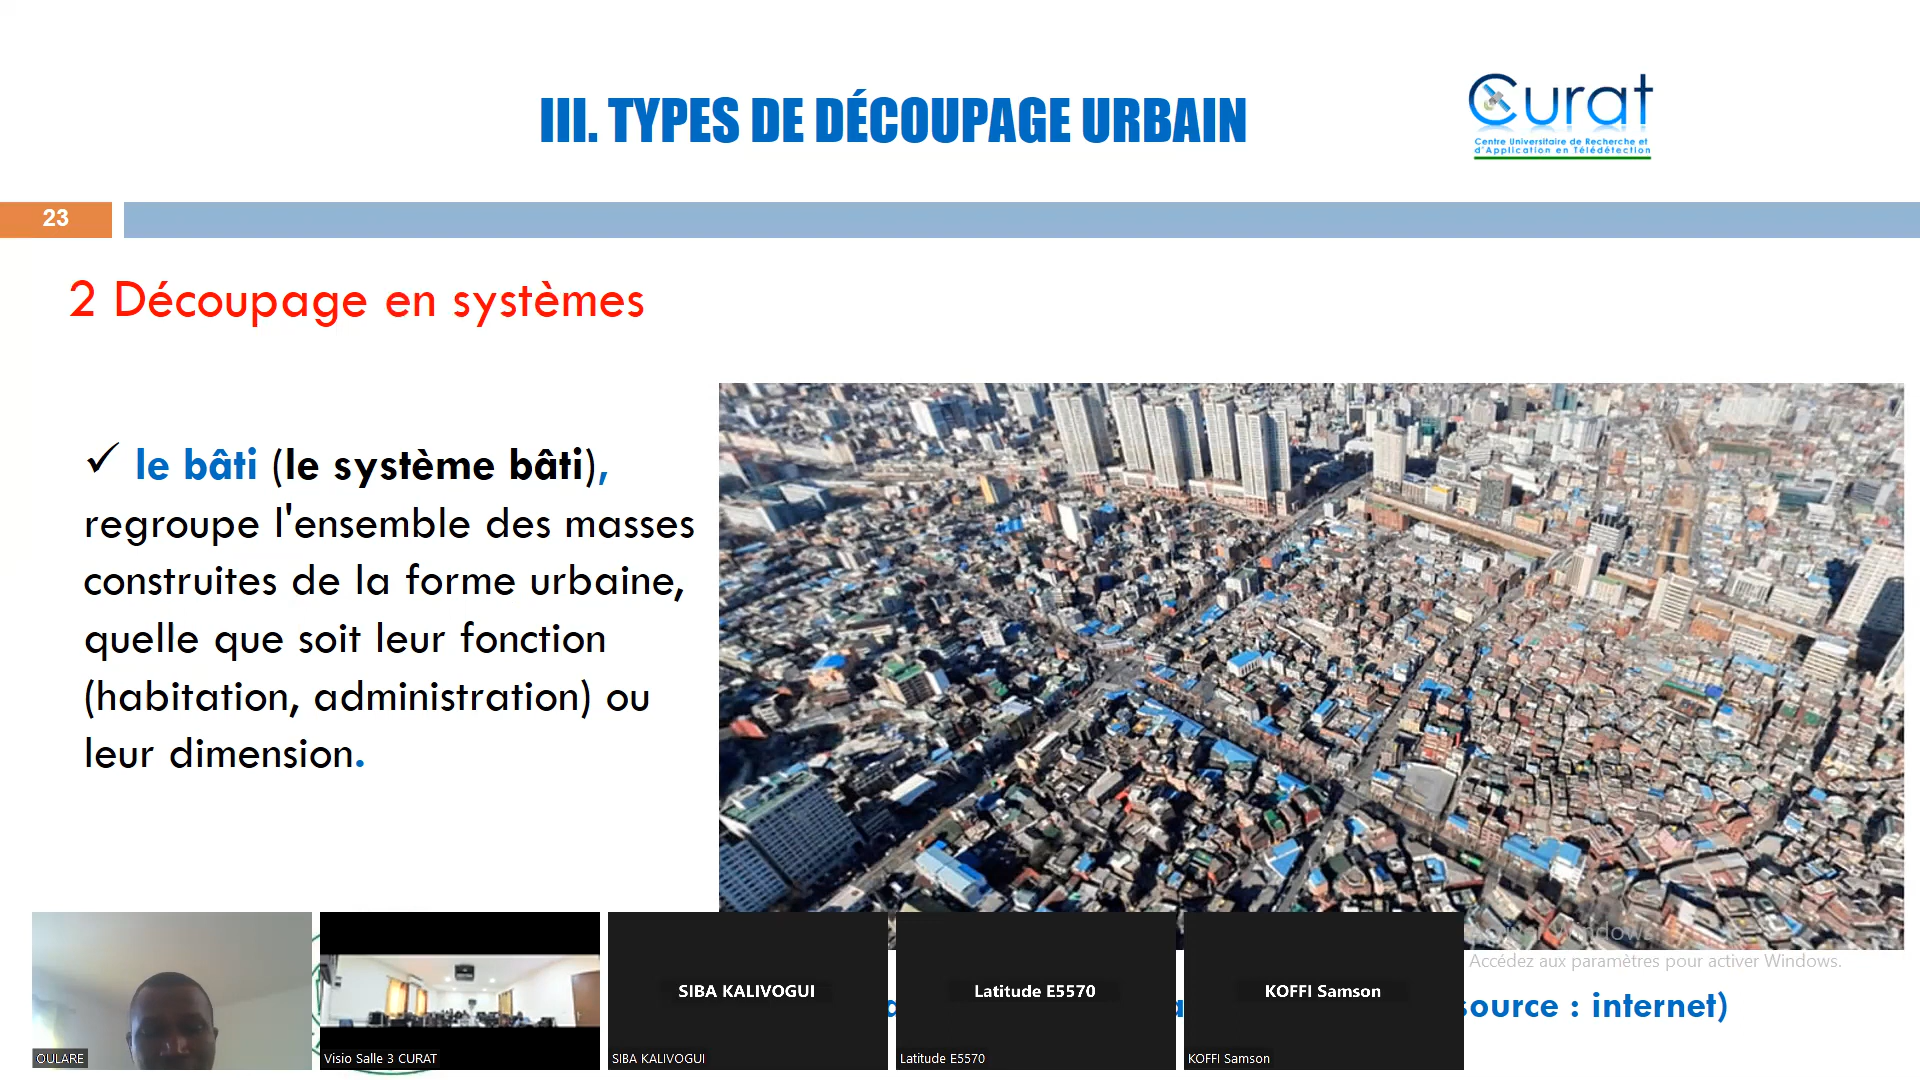 III. TYPES DE DÉCOUPAGE URBAIN
Curat
Centre Universitaire de Recherche et
d'Application en Télédétection
23
2 Découpage en systèmes
✓ le bâti (le système bâti),
regroupe l'ensemble des masses
construites de la forme urbaine,
quelle que soit leur fonction
(habitation, administration) ou
leur dimension.
Windows
Accédez aux paramètres pour activer Windows.
source : internet)
OULARE
Visio Salle 3 CURAT
SIBA KALIVOGUI
SIBA KALIVOGUI
Latitude E5570
Latitude E5570
KOFFI Samson
KOFFI Samson